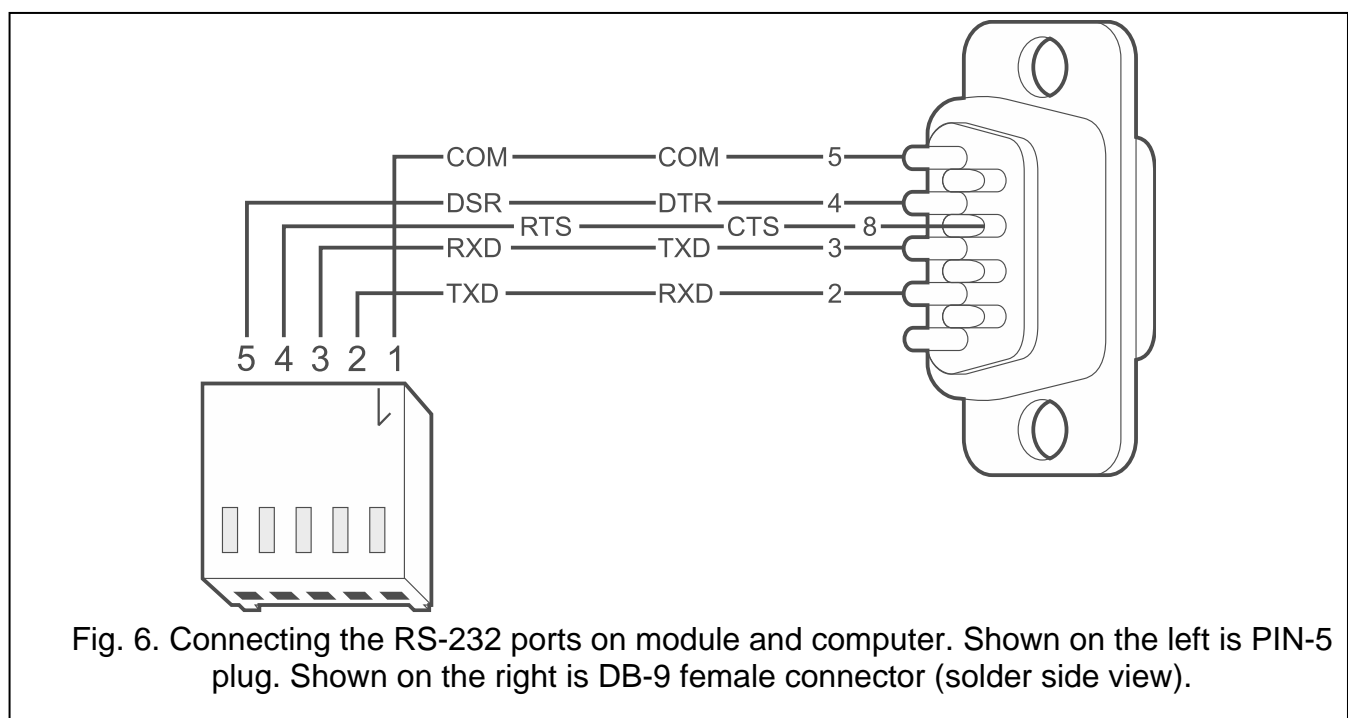 COM COM 5
DSR DTR 4
RTS CTS 8
RXD TXD 3
TXD RXD 2
5 4 3 2 1
Fig. 6. Connecting the RS-232 ports on module and computer. Shown on the left is PIN-5
plug. Shown on the right is DB-9 female connector (solder side view).